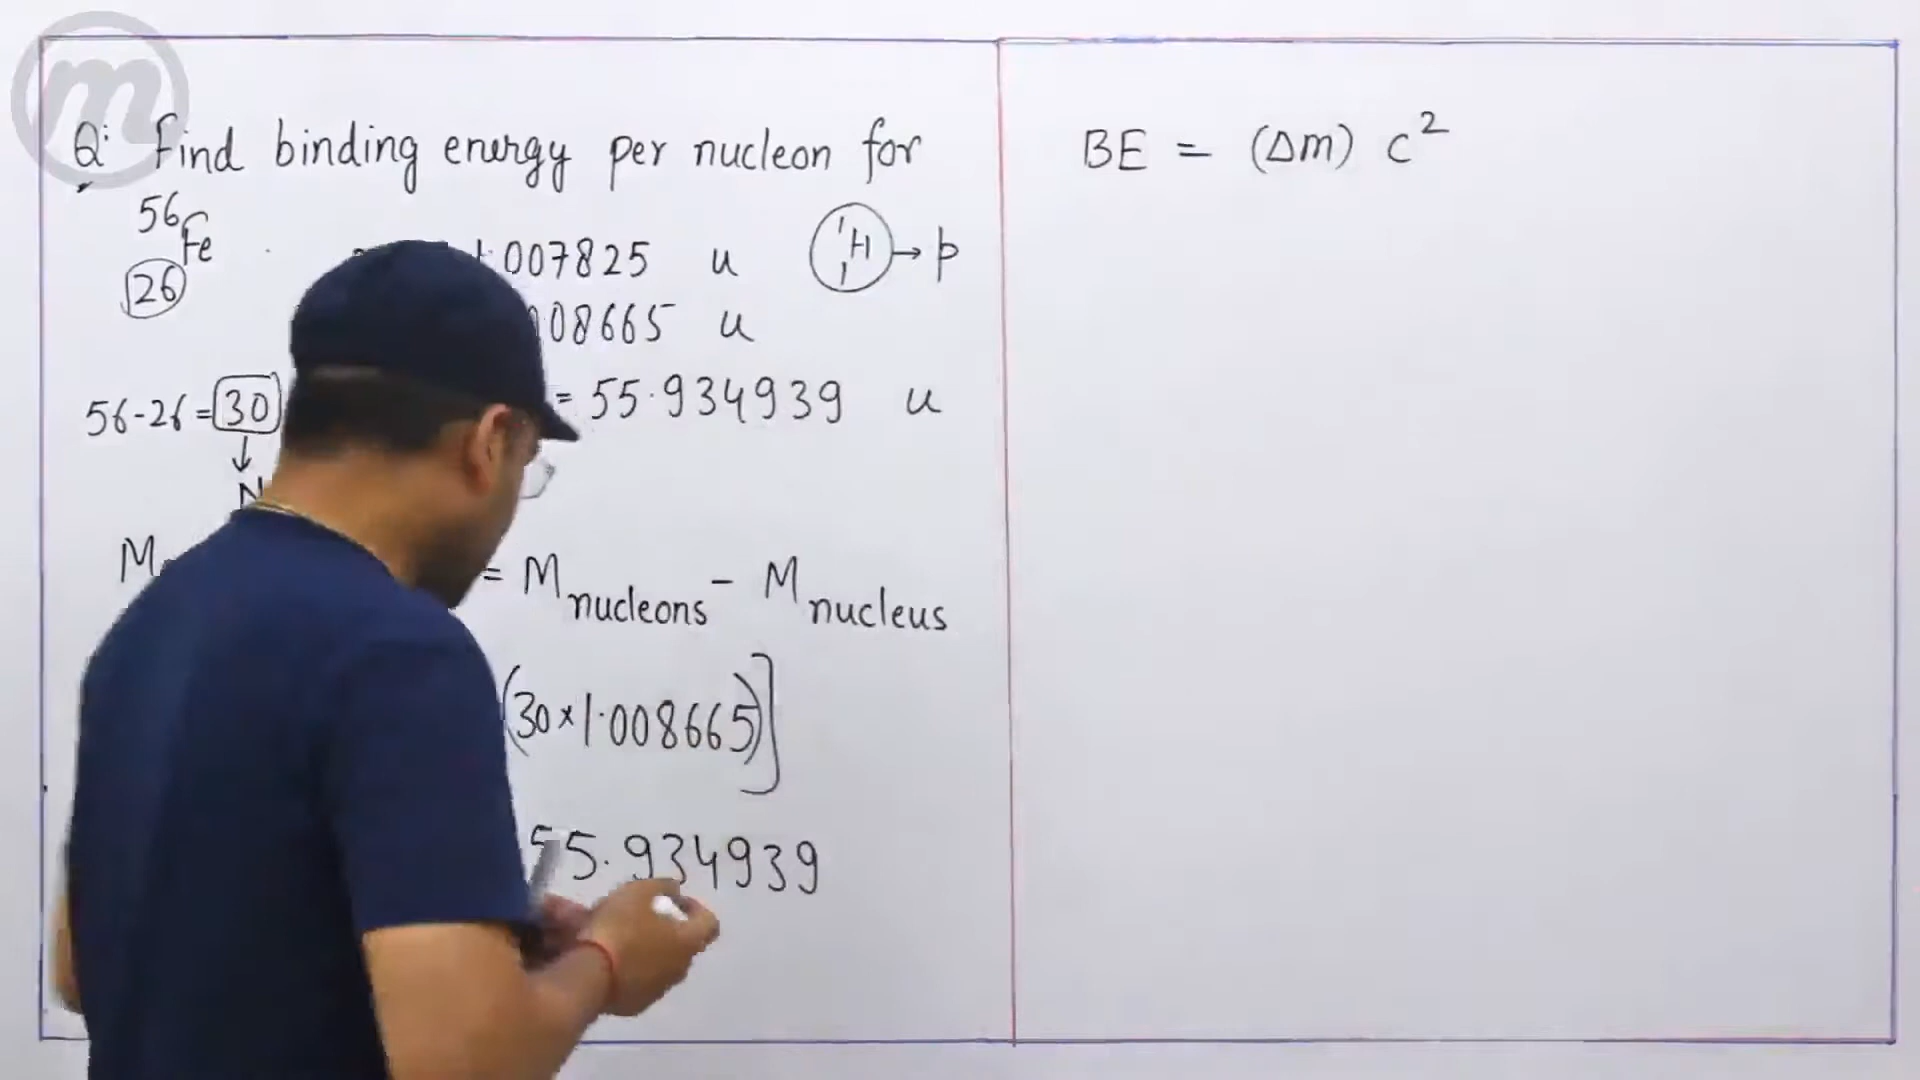 m
Q: Find binding energy per nucleon for
56
Fe
26
1.007825 u
1
1H → p
08665 u
56-26=30
= 55.934939 u
↓
N
M = M nucleons - M nucleus
(30×1.008665)]
55.934939
BE = (Δm) c²